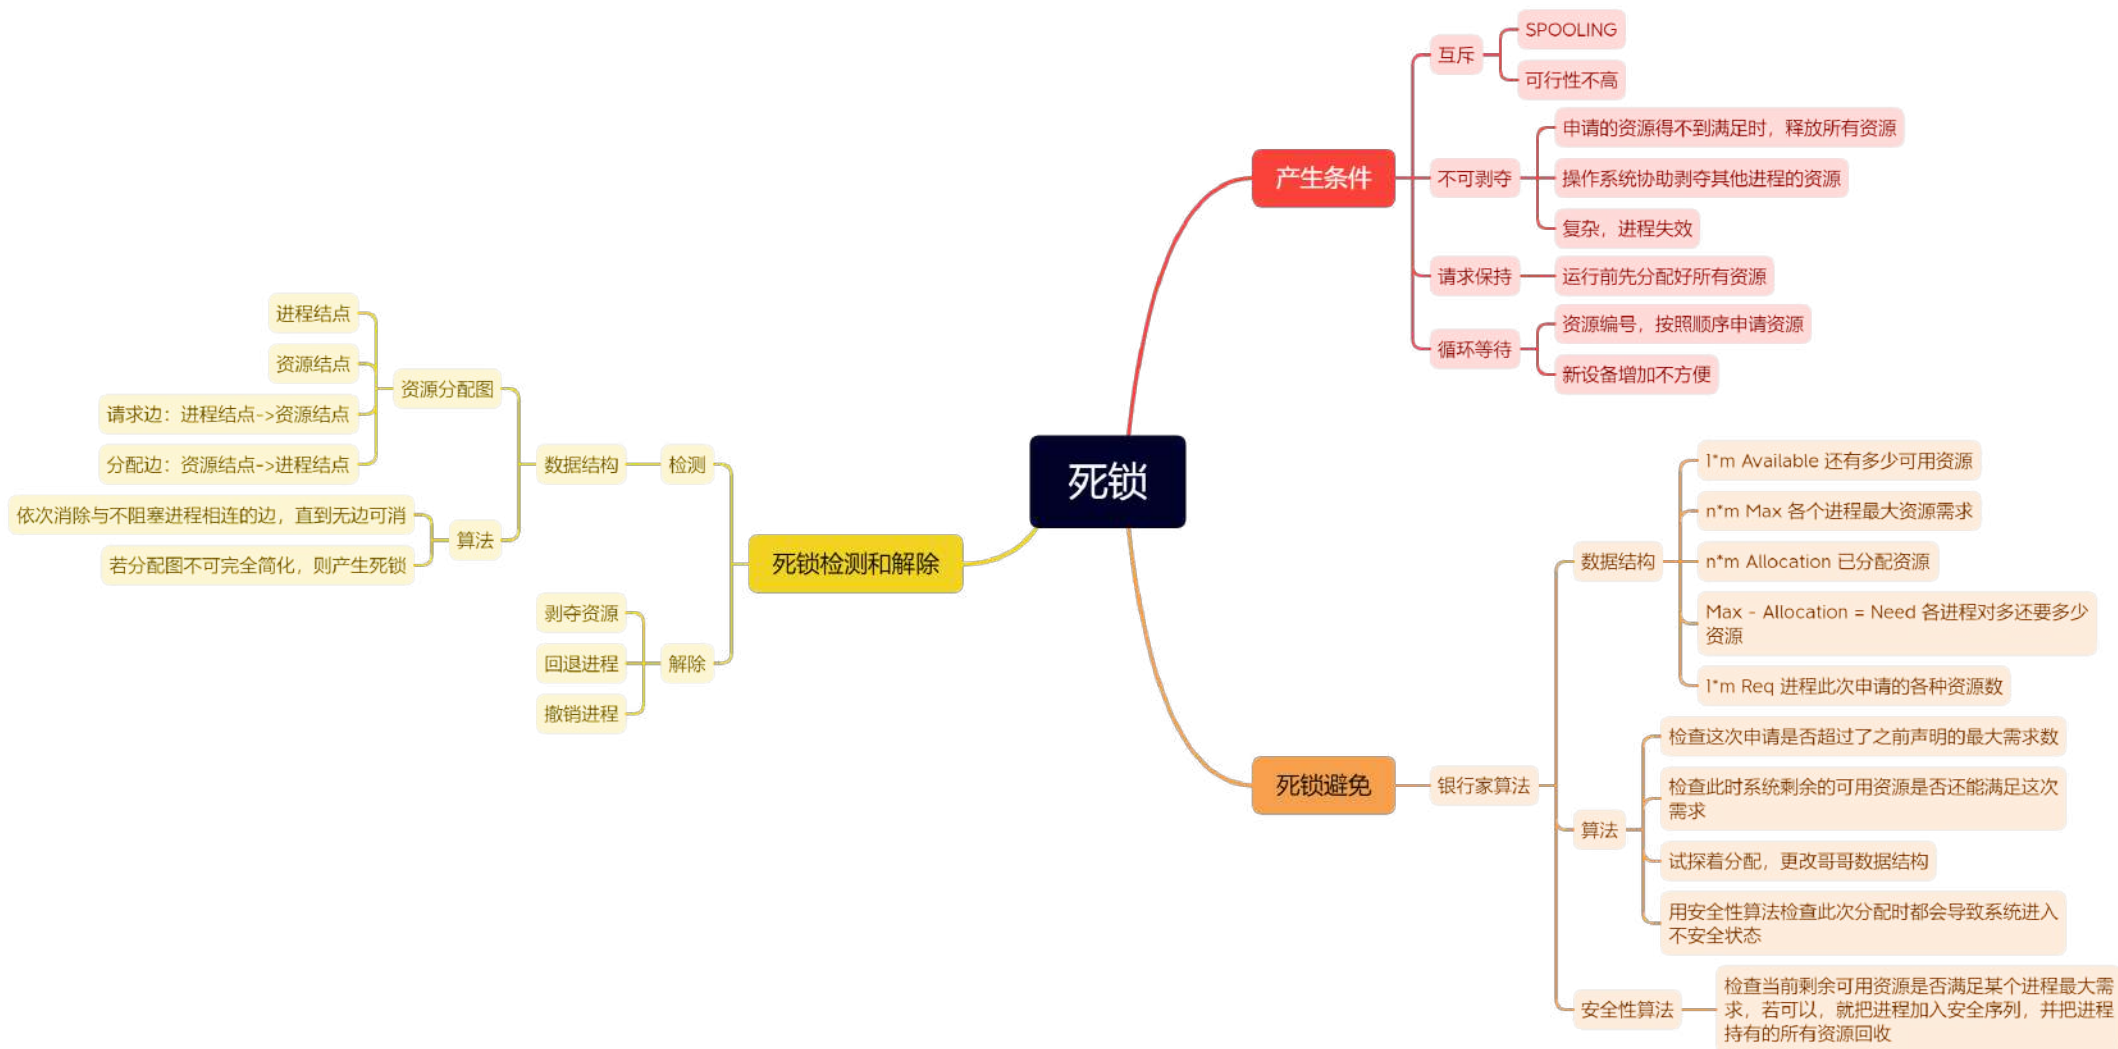 死锁
产生条件
互斥
SPOOLING
可行性不高
不可剥夺
申请的资源得不到满足时，释放所有资源
操作系统协助剥夺其他进程的资源
复杂，进程失效
请求保持
运行前先分配好所有资源
循环等待
资源编号，按照顺序申请资源
新设备增加不方便
死锁避免
银行家算法
数据结构
1*m Available 还有多少可用资源
n*m Max 各个进程最大资源需求
n*m Allocation 已分配资源
Max - Allocation = Need 各进程对多还要多少
资源
1*m Req 进程此次申请的各种资源数
算法
检查这次申请是否超过了之前声明的最大需求数
检查此时系统剩余的可用资源是否还能满足这次
需求
试探着分配，更改哥哥数据结构
用安全性算法检查此次分配时都会导致系统进入
不安全状态
安全性算法
检查当前剩余可用资源是否满足某个进程最大需
求，若可以，就把进程加入安全序列，并把进程
持有的所有资源回收
死锁检测和解除
检测
数据结构
资源分配图
进程结点
资源结点
请求边：进程结点->资源结点
分配边：资源结点->进程结点
算法
依次消除与不阻塞进程相连的边，直到无边可消
若分配图不可完全简化，则产生死锁
解除
剥夺资源
回退进程
撤销进程